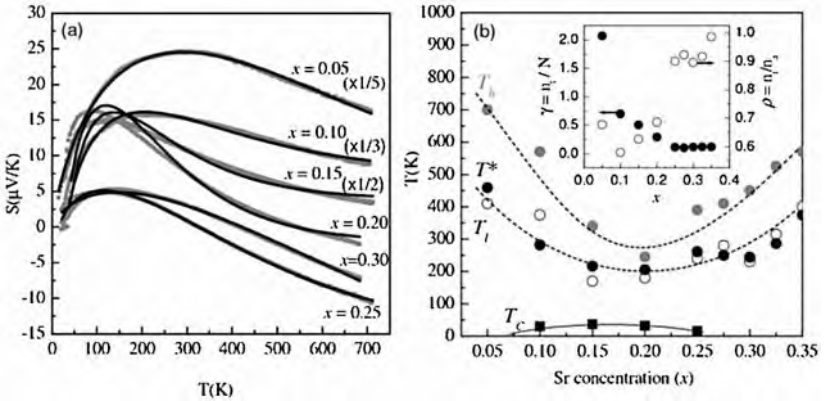 (a)
S(μV/K)
30
25
20
15
10
5
0
-5
-10
-15
x = 0.05
(x1/5)
x = 0.10
(x1/3)
x = 0.15
(x1/2)
x = 0.20
x=0.30
x = 0.25
0 100 200 300 400 500 600 700
T(K)
(b)
T(K)
1000
900
800
700
600
500
400
300
200
100
0
T*
T_C
γ = n_t / N
2.0
1.5
1.0
0.5
0.0
1.0
0.9
0.8
0.7
0.6
0.0 0.1 0.2 0.3 0.4
x
0.05 0.10 0.15 0.20 0.25 0.30 0.35
Sr concentration (x)